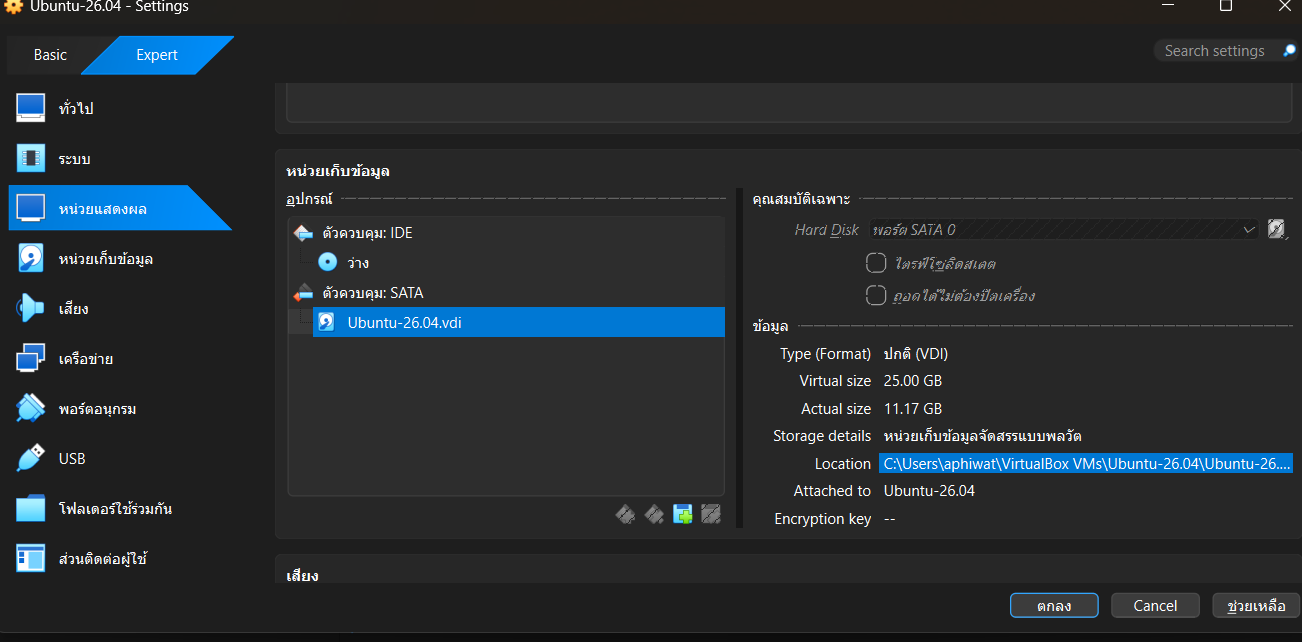 Ubuntu-26.04 - Settings
Basic
Expert
Search settings
ทั่วไป
ระบบ
หน่วยแสดงผล
หน่วยเก็บข้อมูล
เสียง
เครือข่าย
พอร์ตอนุกรม
USB
โฟลเดอร์ใช้ร่วมกัน
ส่วนติดต่อผู้ใช้
หน่วยเก็บข้อมูล
อุปกรณ์
ตัวควบคุม: IDE
ว่าง
ตัวควบคุม: SATA
Ubuntu-26.04.vdi
คุณสมบัติเฉพาะ
Hard Disk พอร์ต SATA 0
ไดรฟ์โซลิดสเตต
ถอดได้ไม่ต้องปิดเครื่อง
ข้อมูล
Type (Format) ปกติ (VDI)
Virtual size 25.00 GB
Actual size 11.17 GB
Storage details หน่วยเก็บข้อมูลจัดสรรแบบพลวัต
Location C:\Users\aphiwat\VirtualBox VMs\Ubuntu-26.04\Ubuntu-26....
Attached to Ubuntu-26.04
Encryption key --
เสียง
ตกลง
Cancel
ช่วยเหลือ